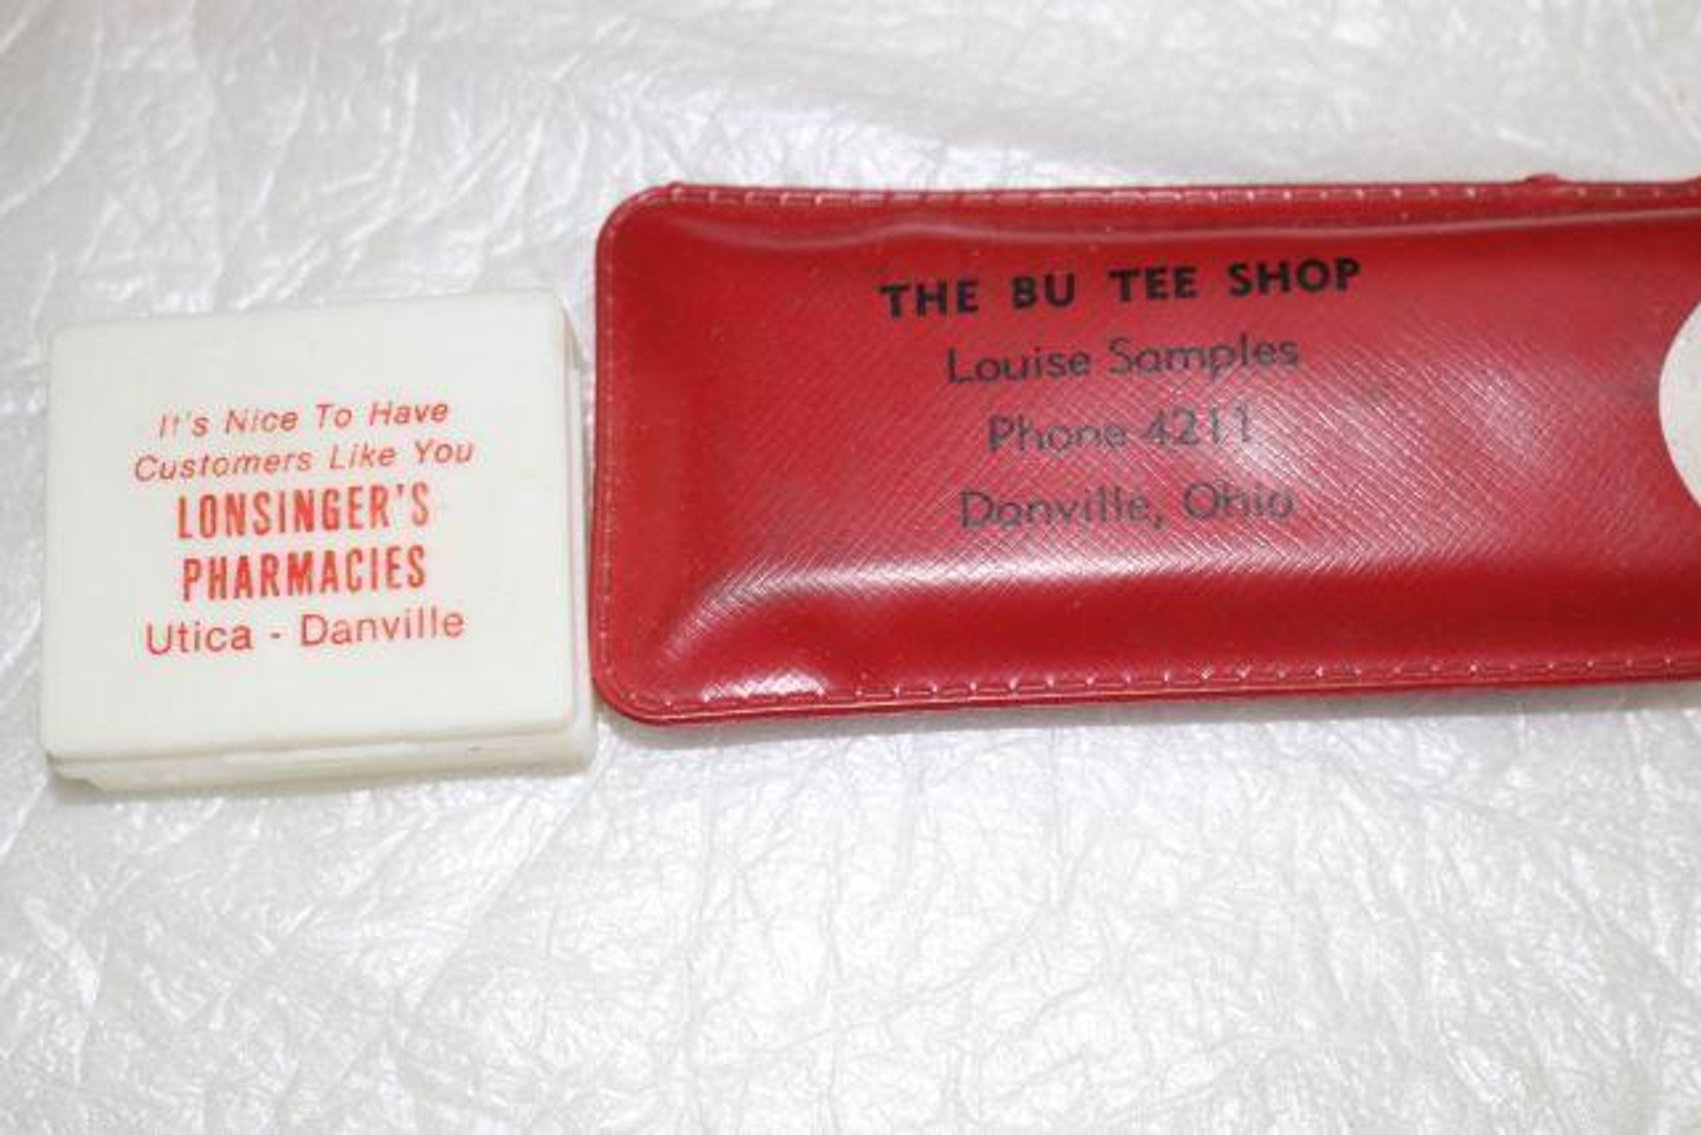 It's Nice To Have
Customers Like You
LONSINGER'S
PHARMACIES
Utica - Danville
THE BU TEE SHOP
Louise Samples
Phone 4211
Danville, Ohio